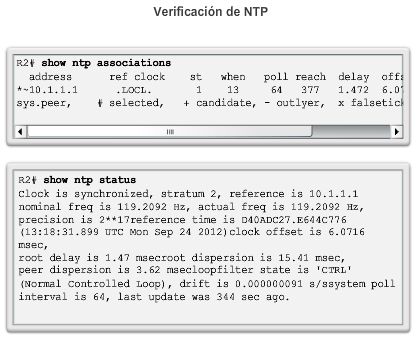 Verificación de NTP
R2# show ntp associations
address ref clock st when poll reach delay offs
*~10.1.1.1 .LOCL. 1 13 64 377 1.472 6.07
sys.peer, # selected, + candidate, - outlyer, x falsetick
R2# show ntp status
Clock is synchronized, stratum 2, reference is 10.1.1.1
nominal freq is 119.2092 Hz, actual freq is 119.2092 Hz,
precision is 2**17reference time is D40ADC27.E644C776
(13:18:31.899 UTC Mon Sep 24 2012)clock offset is 6.0716
msec,
root delay is 1.47 msecroot dispersion is 15.41 msec,
peer dispersion is 3.62 msecloopfilter state is 'CTRL'
(Normal Controlled Loop), drift is 0.000000091 s/ssystem poll
interval is 64, last update was 344 sec ago.